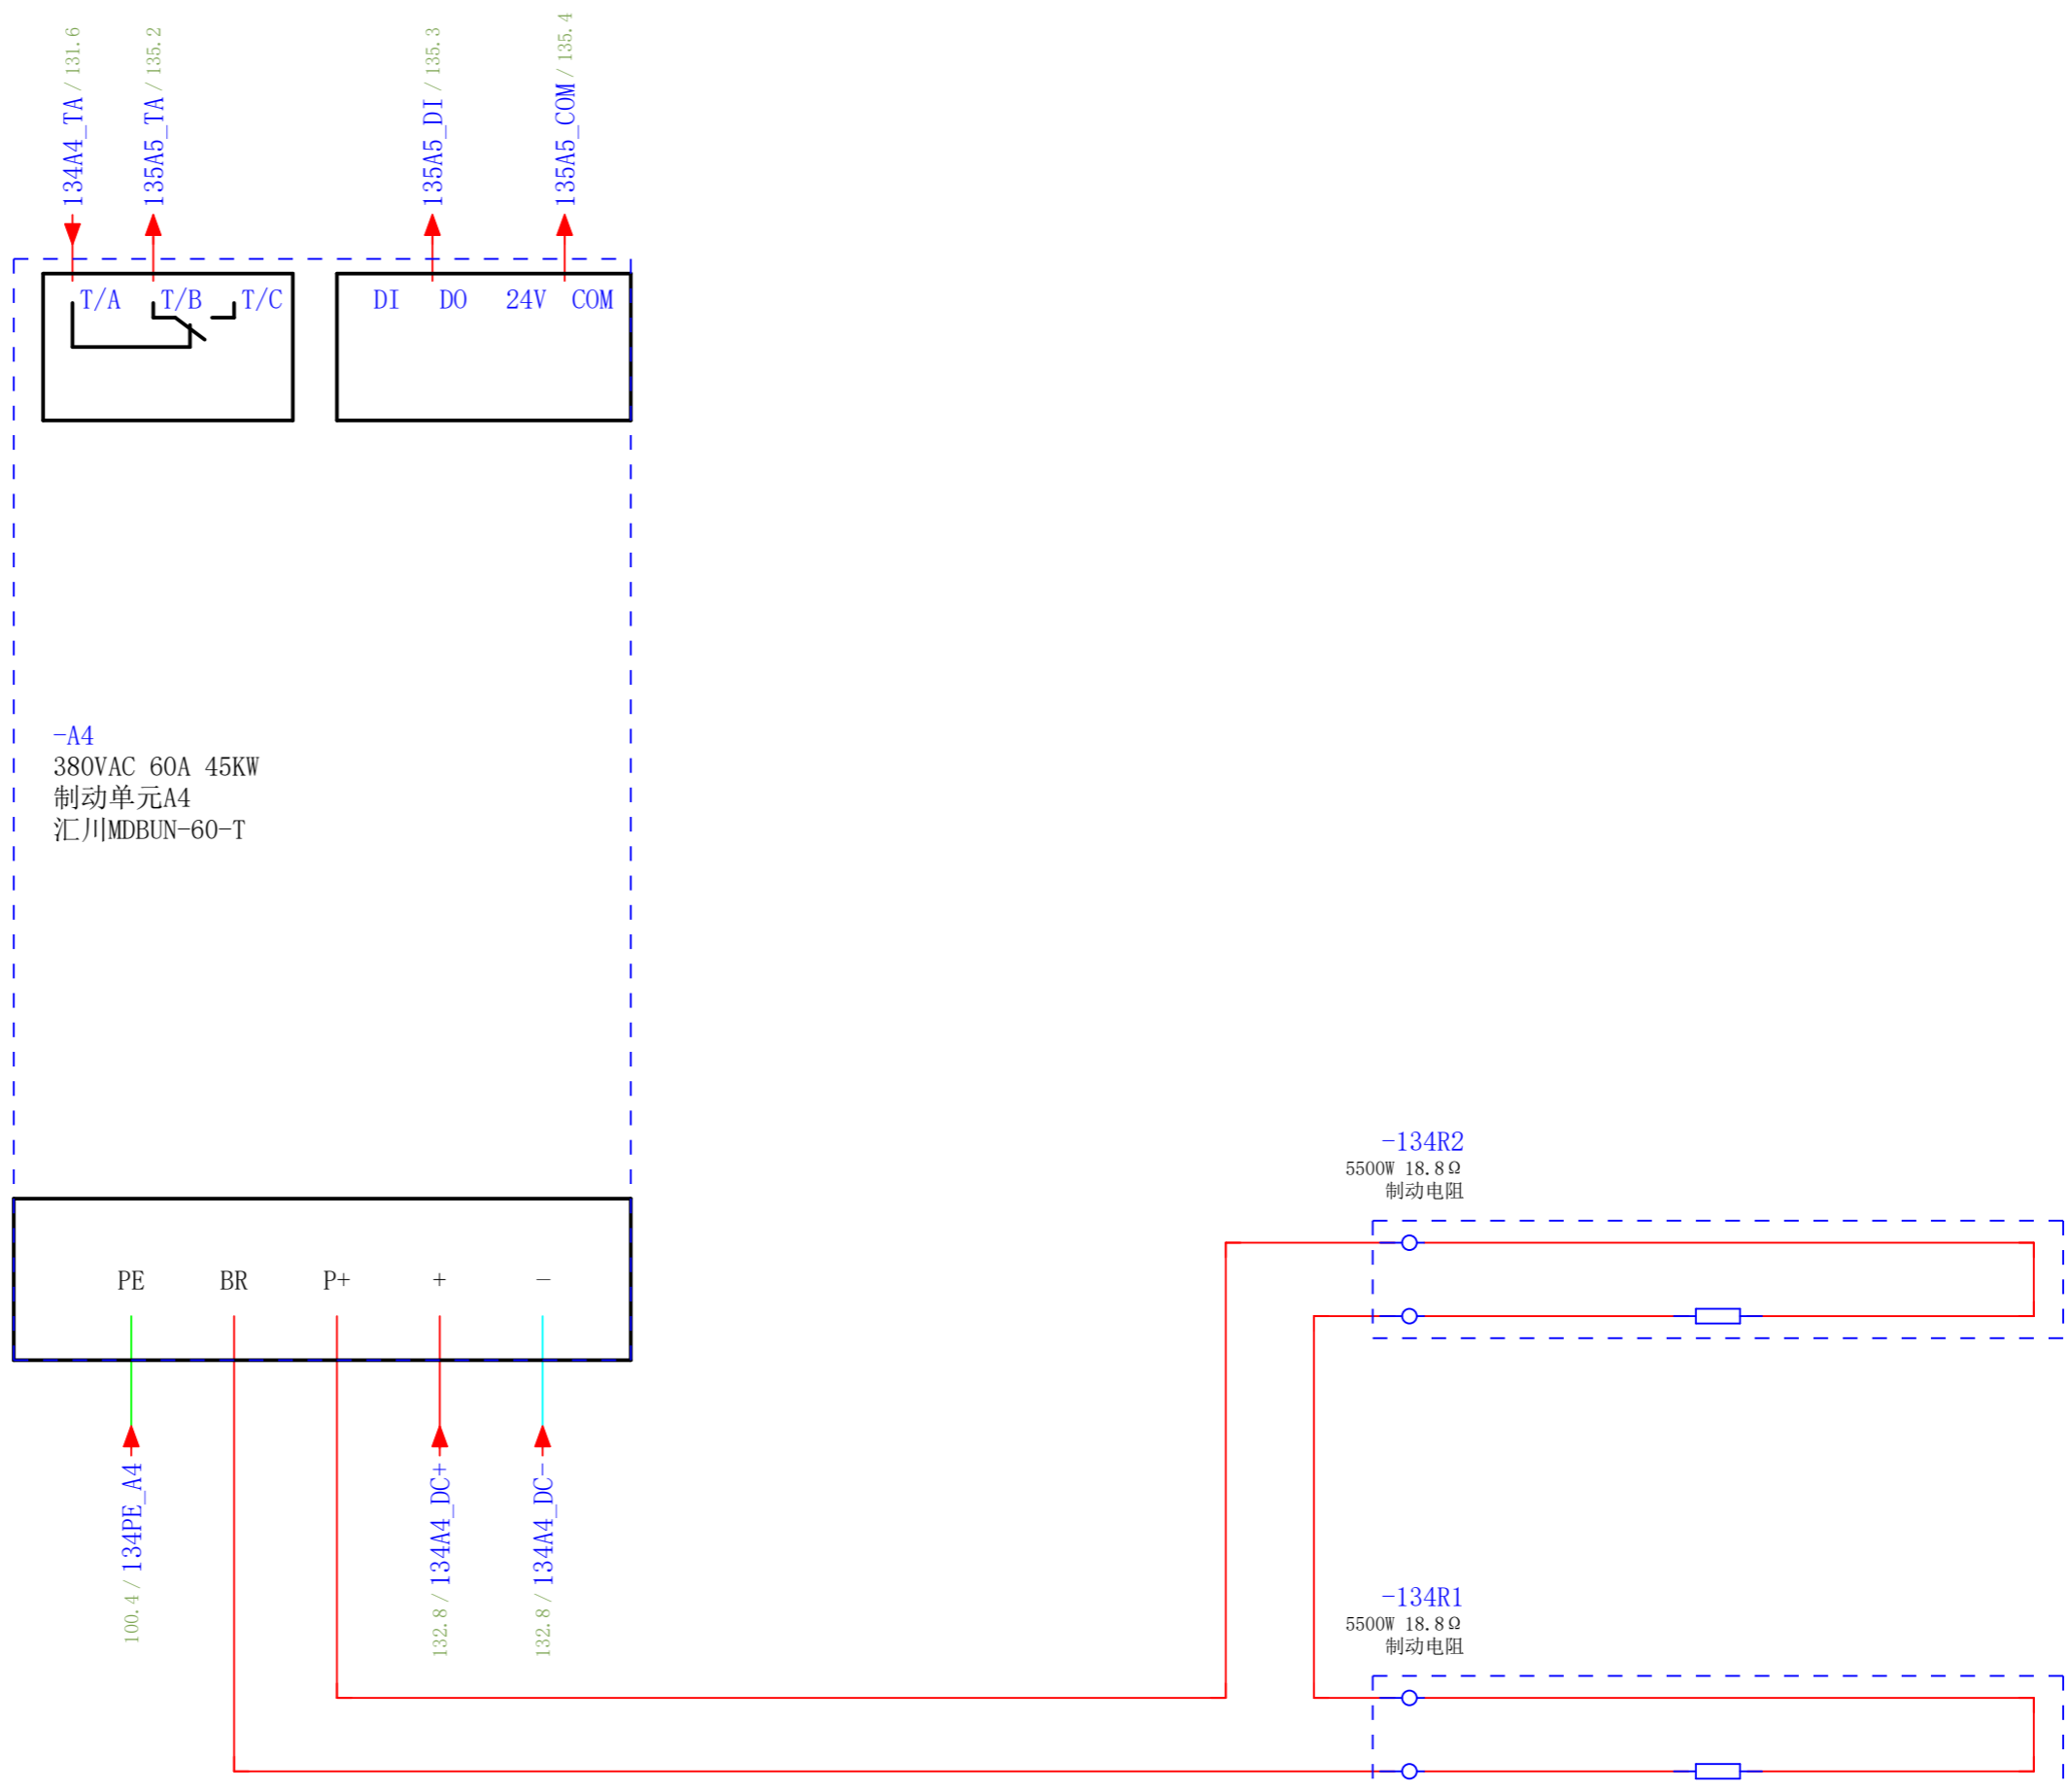 134A4_TA / 131.6
135A5_TA / 135.2
135A5_DI / 135.3
135A5_COM / 135.4
T/A T/B T/C
DI DO 24V COM
-A4
380VAC 60A 45KW
制动单元A4
汇川MDBUN-60-T
PE BR P+ + -
100.4 / 134PE_A4
132.8 / 134A4_DC+
132.8 / 134A4_DC-
-134R2
5500W 18.8Ω
制动电阻
-134R1
5500W 18.8Ω
制动电阻